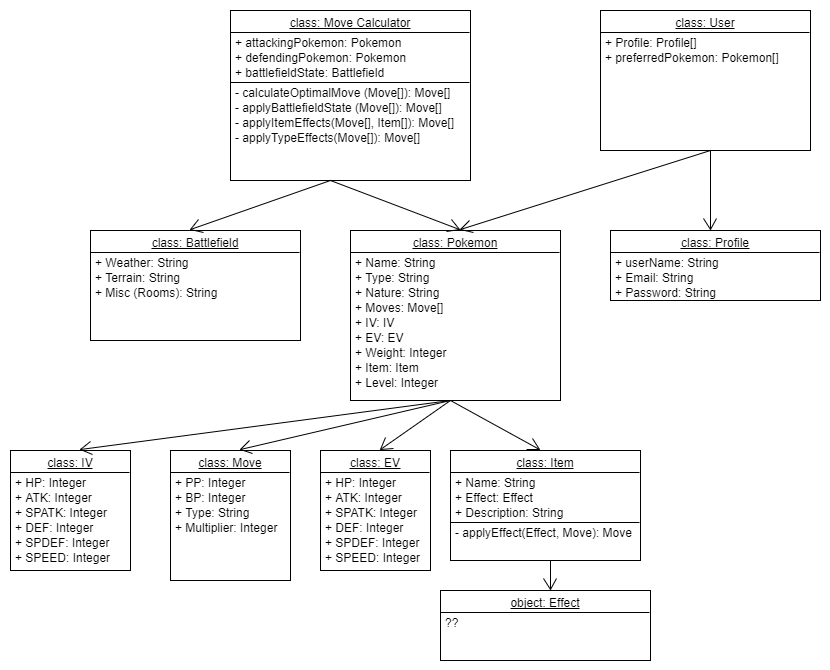 class: Move Calculator
+ attackingPokemon: Pokemon
+ defendingPokemon: Pokemon
+ battlefieldState: Battlefield
- calculateOptimalMove (Move[]): Move[]
- applyBattlefieldState (Move[]): Move[]
- applyItemEffects(Move[], Item[]): Move[]
- applyTypeEffects(Move[]): Move[]
class: User
+ Profile: Profile[]
+ preferredPokemon: Pokemon[]
class: Battlefield
+ Weather: String
+ Terrain: String
+ Misc (Rooms): String
class: Pokemon
+ Name: String
+ Type: String
+ Nature: String
+ Moves: Move[]
+ IV: IV
+ EV: EV
+ Weight: Integer
+ Item: Item
+ Level: Integer
class: Profile
+ userName: String
+ Email: String
+ Password: String
class: IV
+ HP: Integer
+ ATK: Integer
+ SPATK: Integer
+ DEF: Integer
+ SPDEF: Integer
+ SPEED: Integer
class: Move
+ PP: Integer
+ BP: Integer
+ Type: String
+ Multiplier: Integer
class: EV
+ HP: Integer
+ ATK: Integer
+ SPATK: Integer
+ DEF: Integer
+ SPDEF: Integer
+ SPEED: Integer
class: Item
+ Name: String
+ Effect: Effect
+ Description: String
- applyEffect(Effect, Move): Move
object: Effect
??